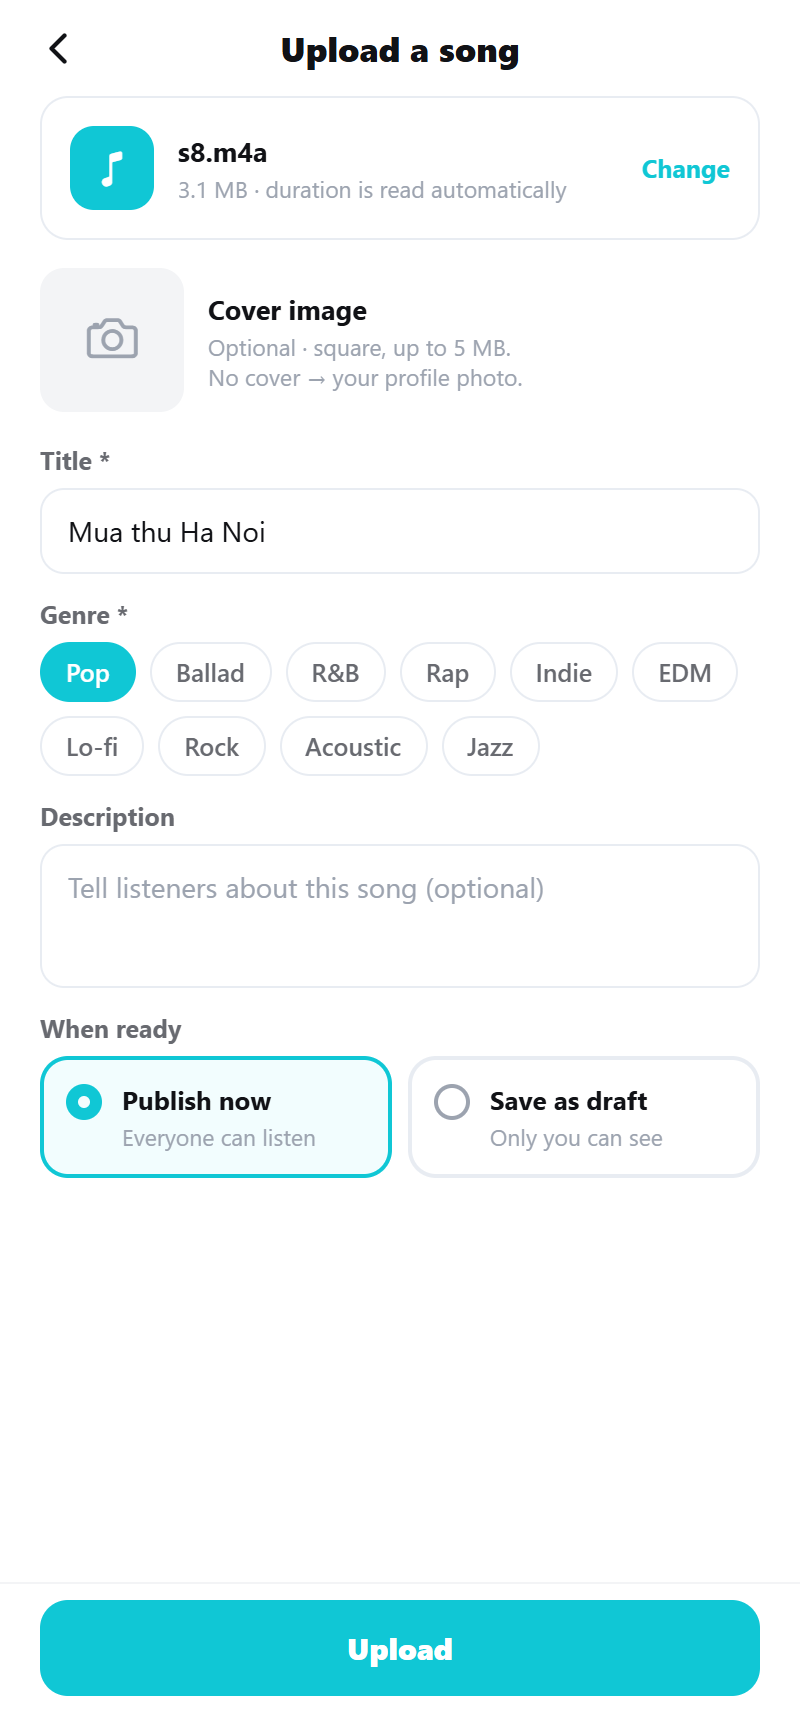 Upload a song
s8.m4a
3.1 MB · duration is read automatically
Change
Cover image
Optional · square, up to 5 MB.
No cover → your profile photo.
Title *
Mua thu Ha Noi
Genre *
Pop Ballad R&B Rap Indie EDM
Lo-fi Rock Acoustic Jazz
Description
Tell listeners about this song (optional)
When ready
Publish now
Everyone can listen
Save as draft
Only you can see
Upload